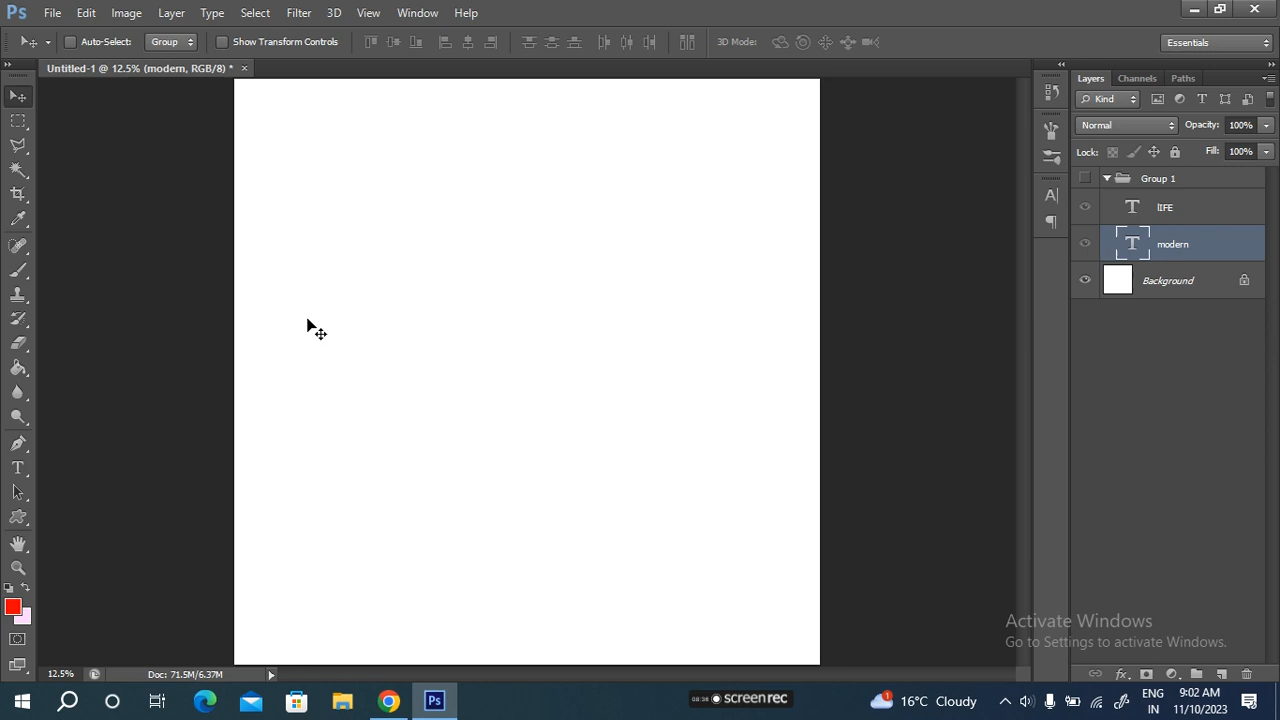 Ps File Edit Image Layer Type Select Filter 3D View Window Help
Auto-Select: Group Show Transform Controls 3D Mode: Essentials
Untitled-1 @ 12.5% (modern, RGB/8) * ×
Layers Channels Paths
Kind
Normal Opacity: 100%
Lock: Fill: 100%
Group 1
T lIFE
T modern
Background
Activate Windows
Go to Settings to activate Windows.
12.5% Doc: 71.5M/6.37M
08:36 screenrec
Ps
16°C Cloudy
ENG
IN
9:02 AM
11/10/2023